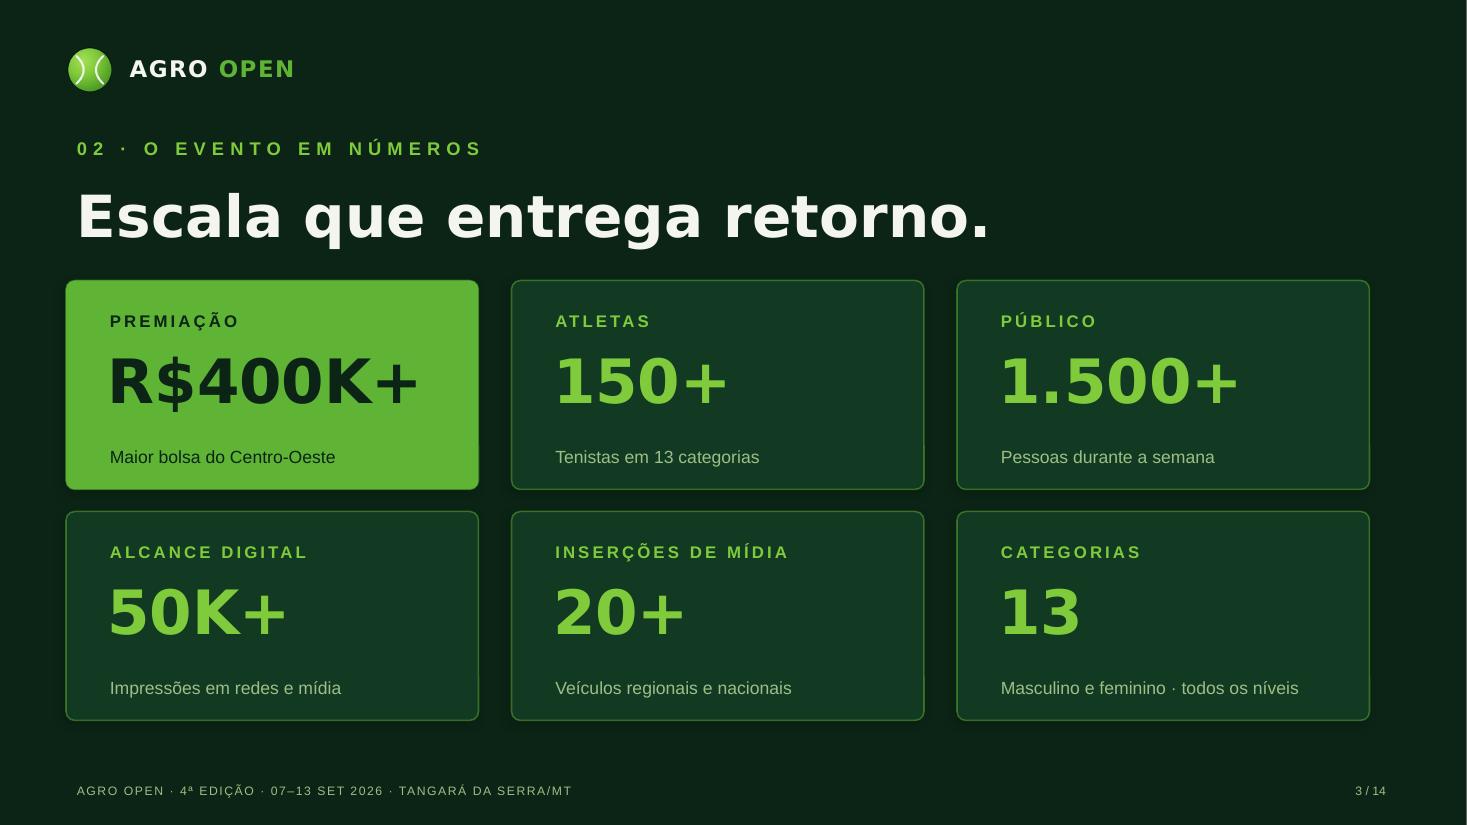 AGRO OPEN
02 · O EVENTO EM NÚMEROS
Escala que entrega retorno.
PREMIAÇÃO
R$400K+
Maior bolsa do Centro-Oeste
ATLETAS
150+
Tenistas em 13 categorias
PÚBLICO
1.500+
Pessoas durante a semana
ALCANCE DIGITAL
50K+
Impressões em redes e mídia
INSERÇÕES DE MÍDIA
20+
Veículos regionais e nacionais
CATEGORIAS
13
Masculino e feminino · todos os níveis
AGRO OPEN · 4ª EDIÇÃO · 07–13 SET 2026 · TANGARÁ DA SERRA/MT
3 / 14